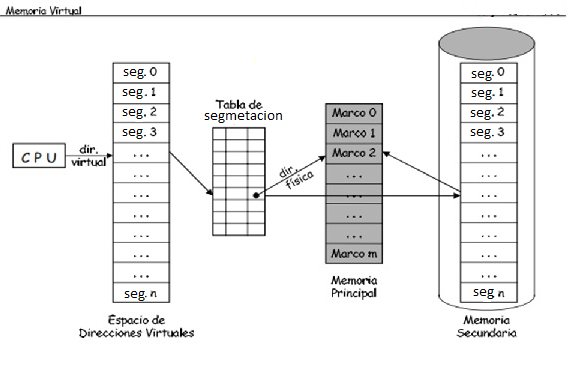 Memoria Virtual
CPU
dir.
virtual
seg. 0
seg. 1
seg. 2
seg. 3
...
...
...
...
...
...
...
seg. n
Espacio de
Direcciones Virtuales
Tabla de
segmetacion
dir.
física
Marco 0
Marco 1
Marco 2
...
...
...
...
Marco m
Memoria
Principal
seg. 0
seg. 1
seg. 2
seg. 3
...
...
...
...
...
...
...
seg n
Memoria
Secundaria